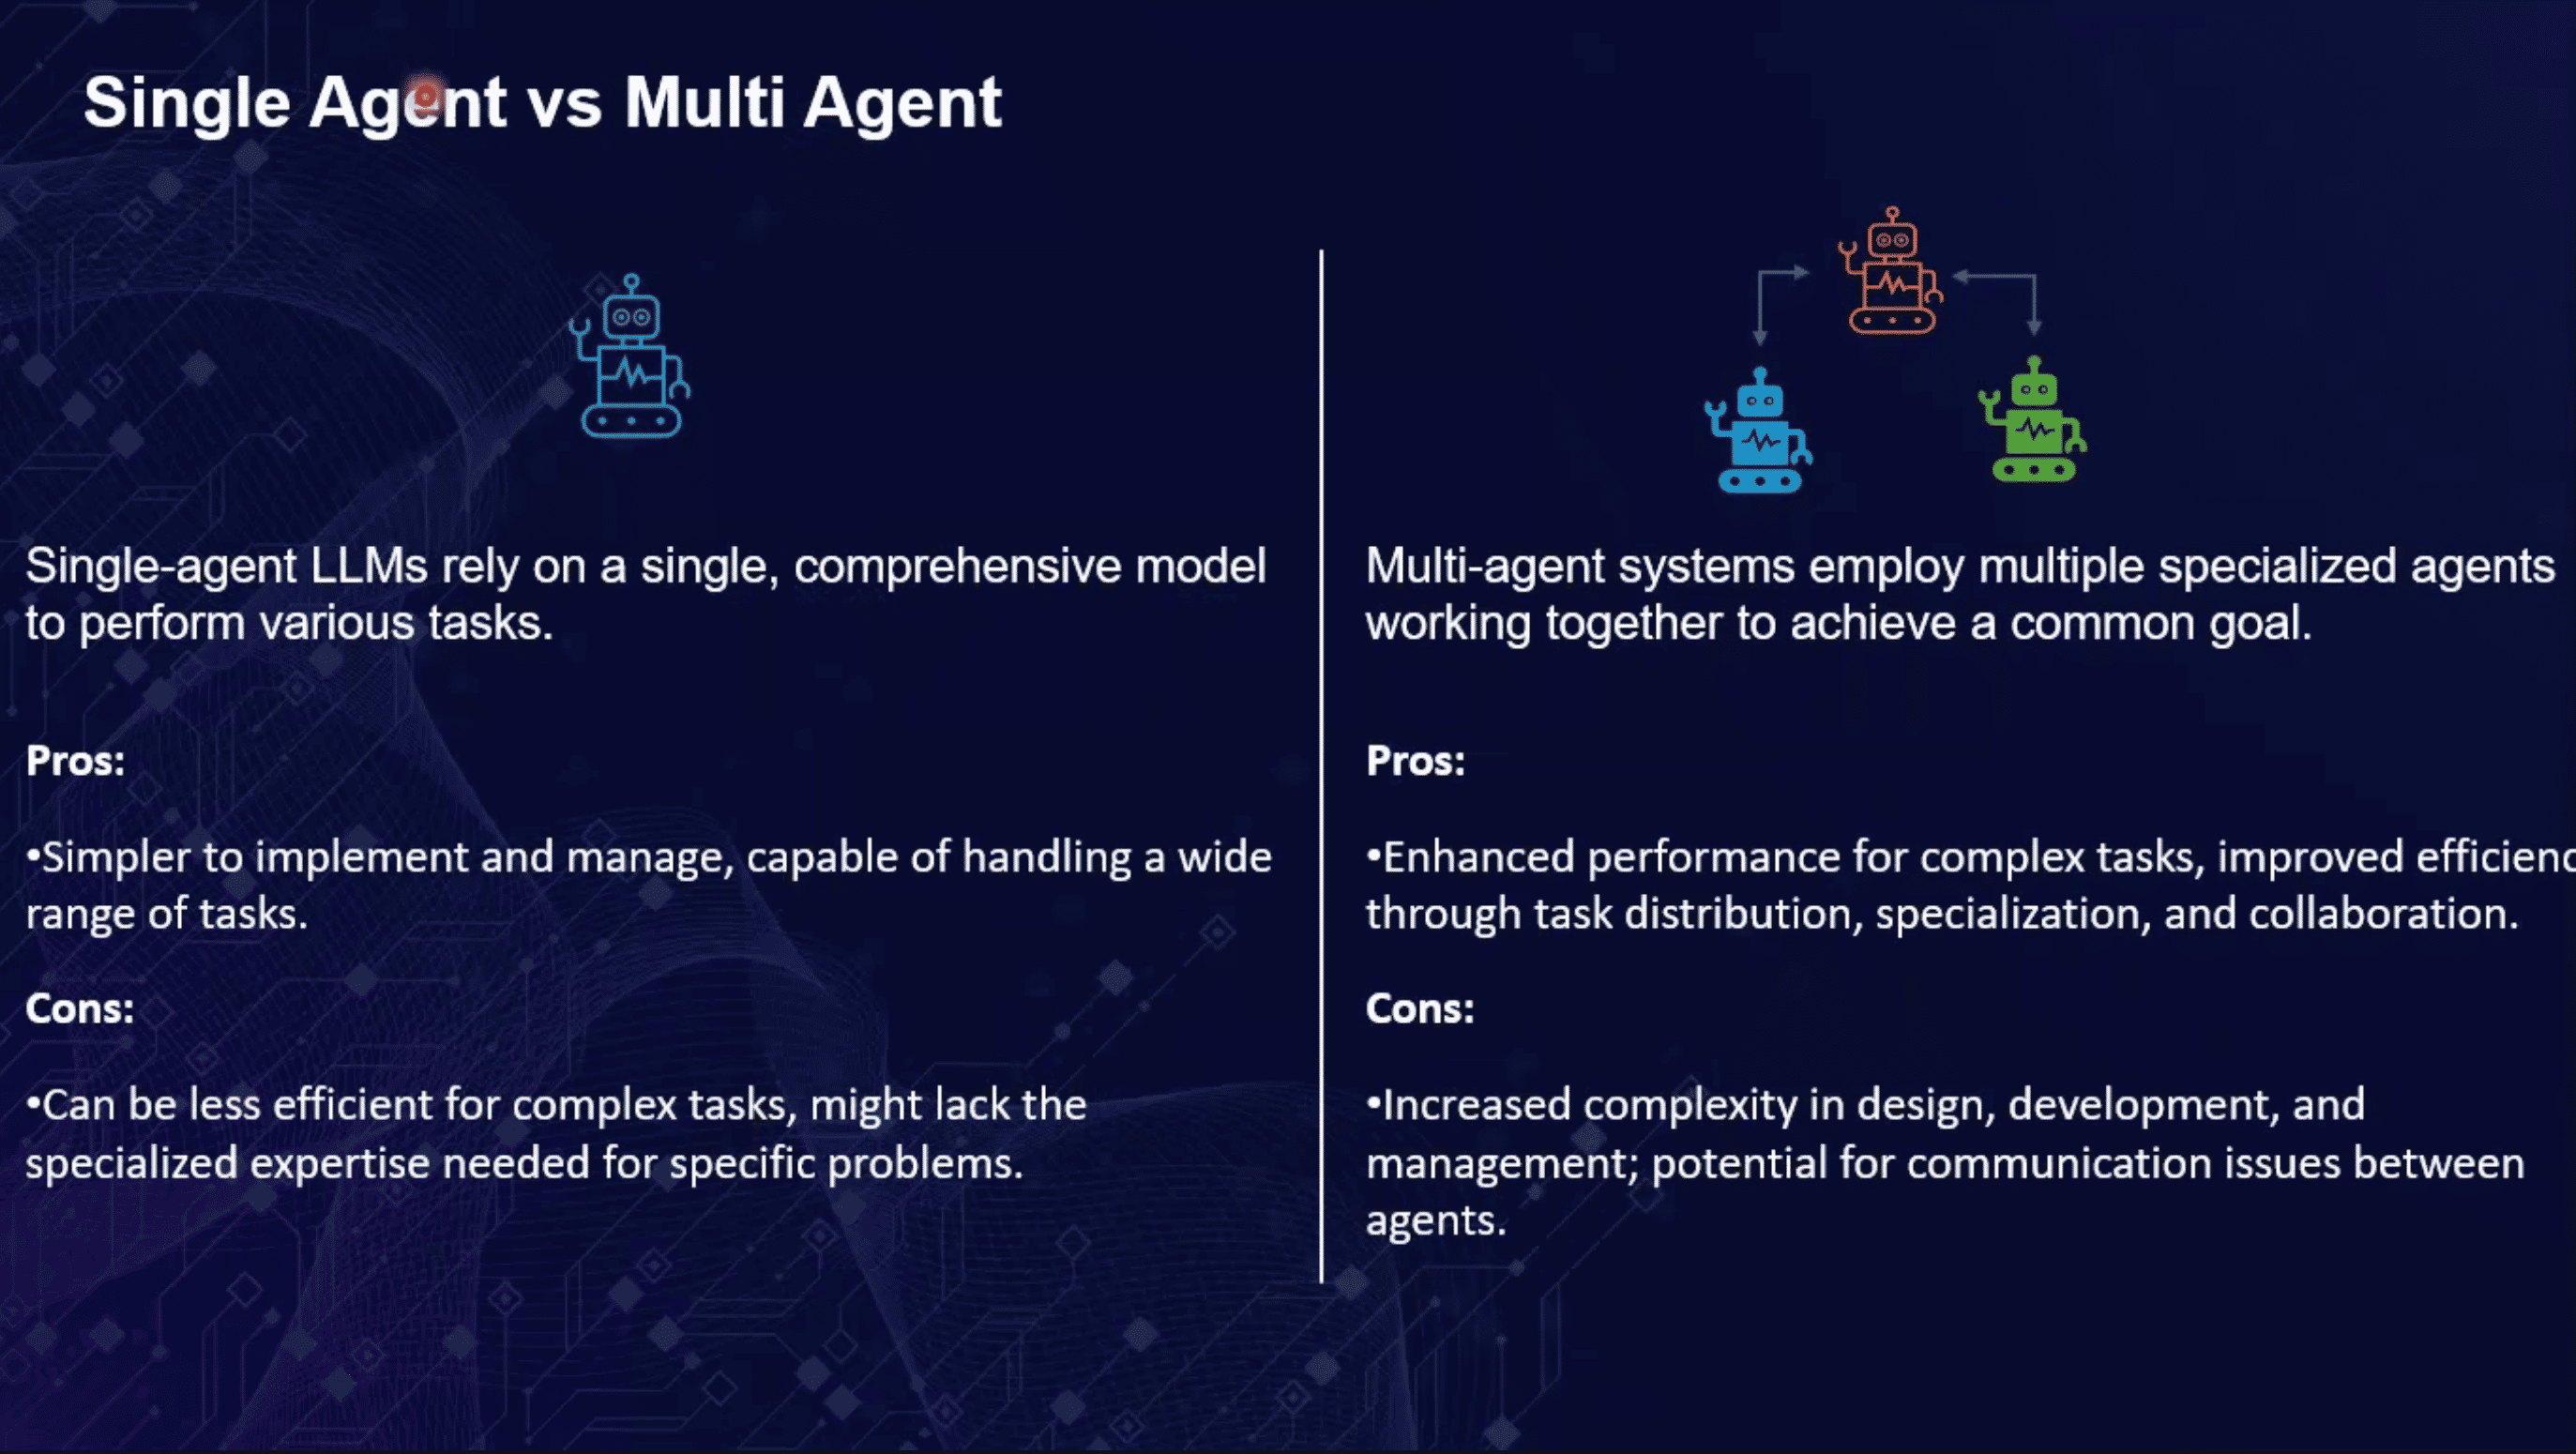 Single Agent vs Multi Agent
Single-agent LLMs rely on a single, comprehensive model
to perform various tasks.
Pros:
•Simpler to implement and manage, capable of handling a wide
range of tasks.
Cons:
•Can be less efficient for complex tasks, might lack the
specialized expertise needed for specific problems.
Multi-agent systems employ multiple specialized agents
working together to achieve a common goal.
Pros:
•Enhanced performance for complex tasks, improved efficienc
through task distribution, specialization, and collaboration.
Cons:
•Increased complexity in design, development, and
management; potential for communication issues between
agents.